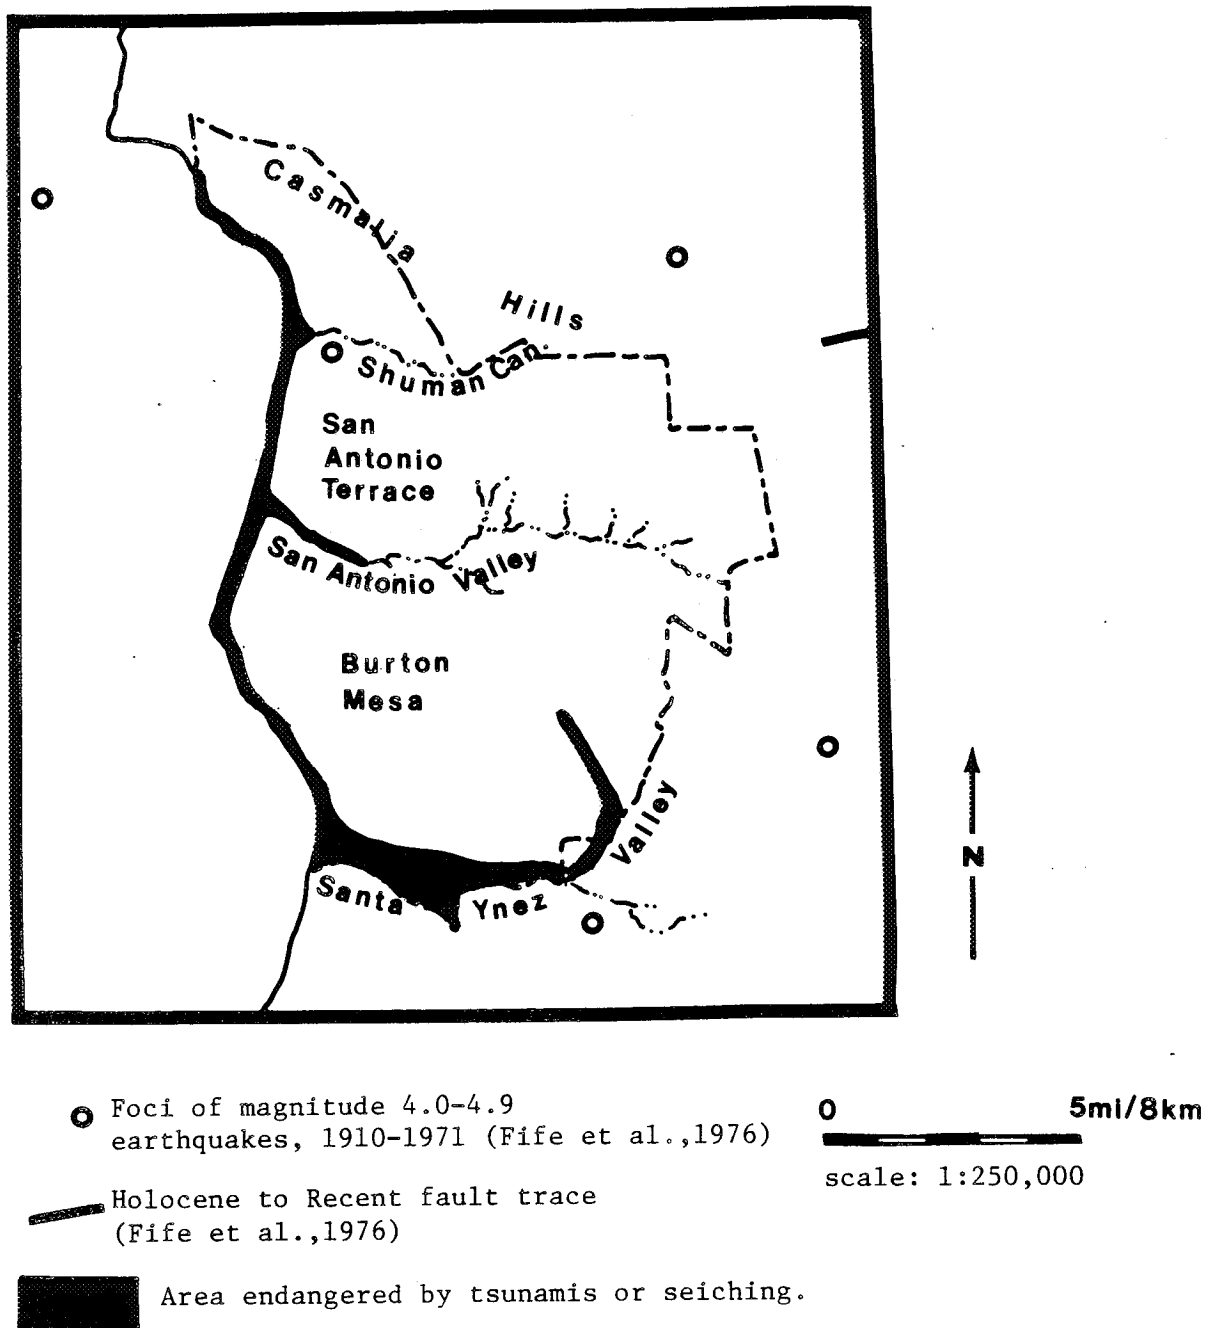 Casmalia
Hills
Shuman Can.
San
Antonio
Terrace
San Antonio Valley
Burton
Mesa
Santa Ynez Valley
N
Foci of magnitude 4.0-4.9
earthquakes, 1910-1971 (Fife et al.,1976)
0 5mi/8km
scale: 1:250,000
Holocene to Recent fault trace
(Fife et al.,1976)
Area endangered by tsunamis or seiching.